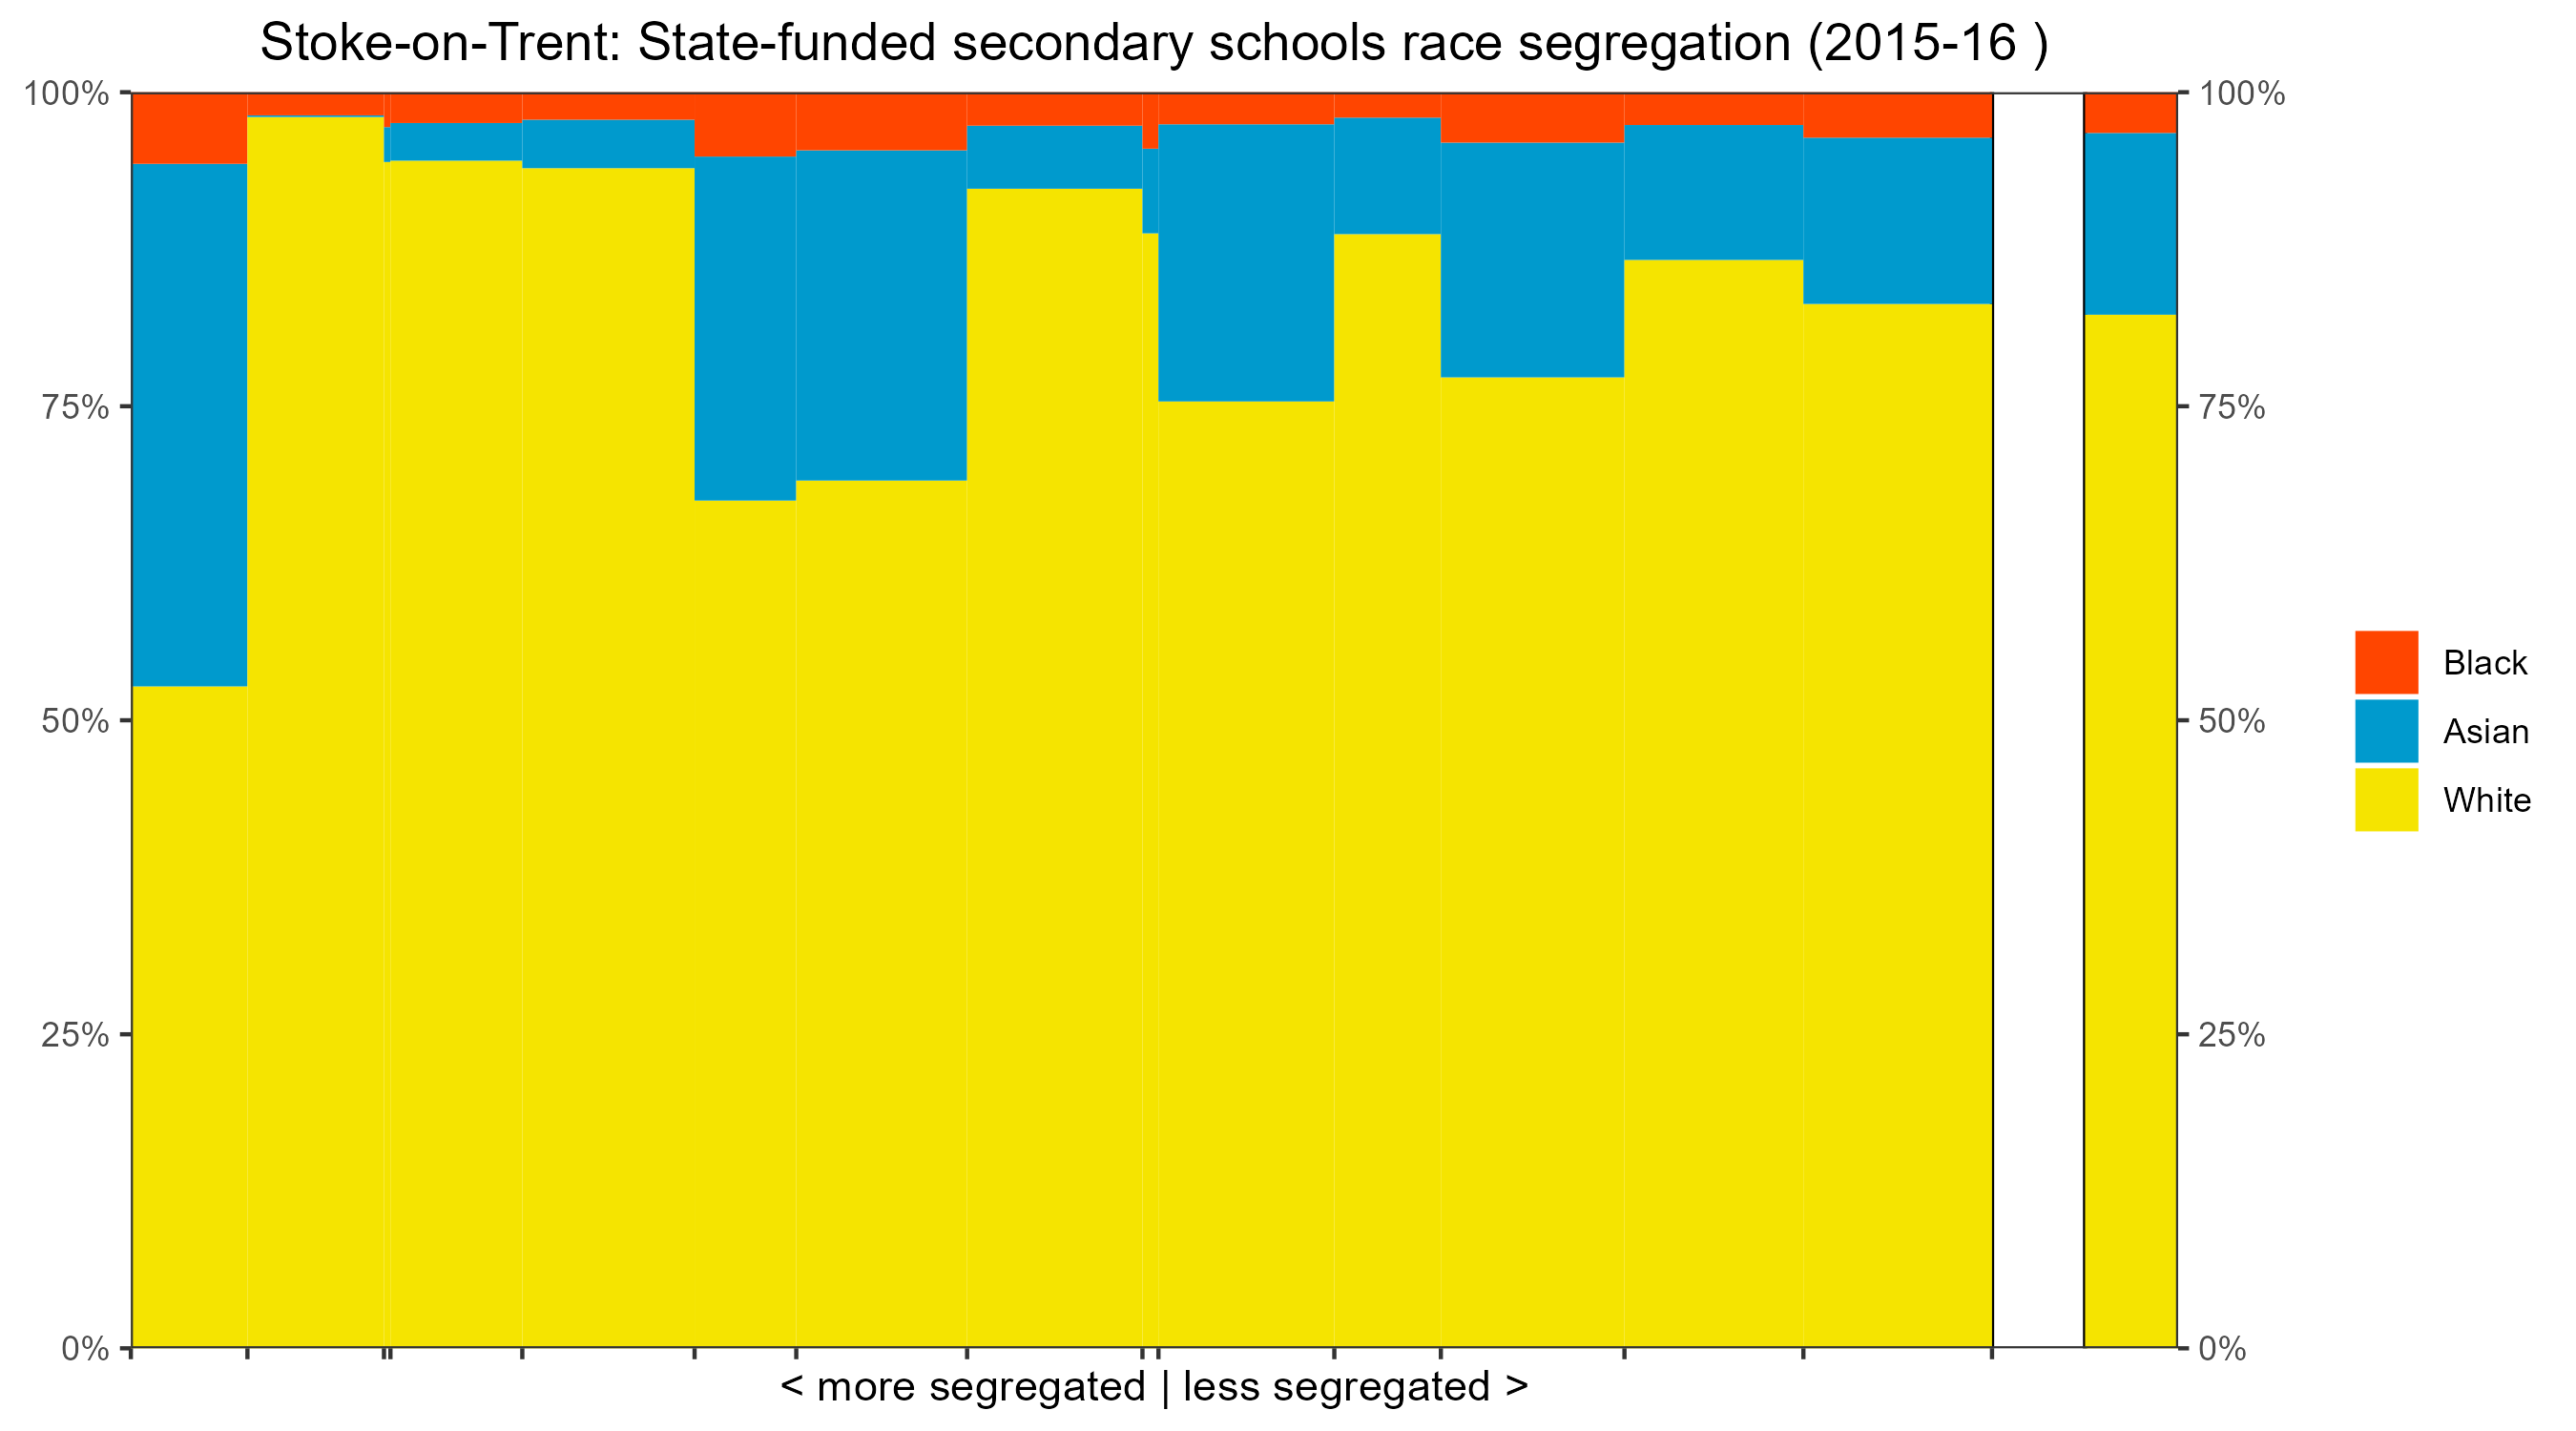 Stoke-on-Trent: State-funded secondary schools race segregation (2015-16 )
100%
75%
50%
25%
0%
100%
75%
50%
25%
0%
Black
Asian
White
< more segregated | less segregated >